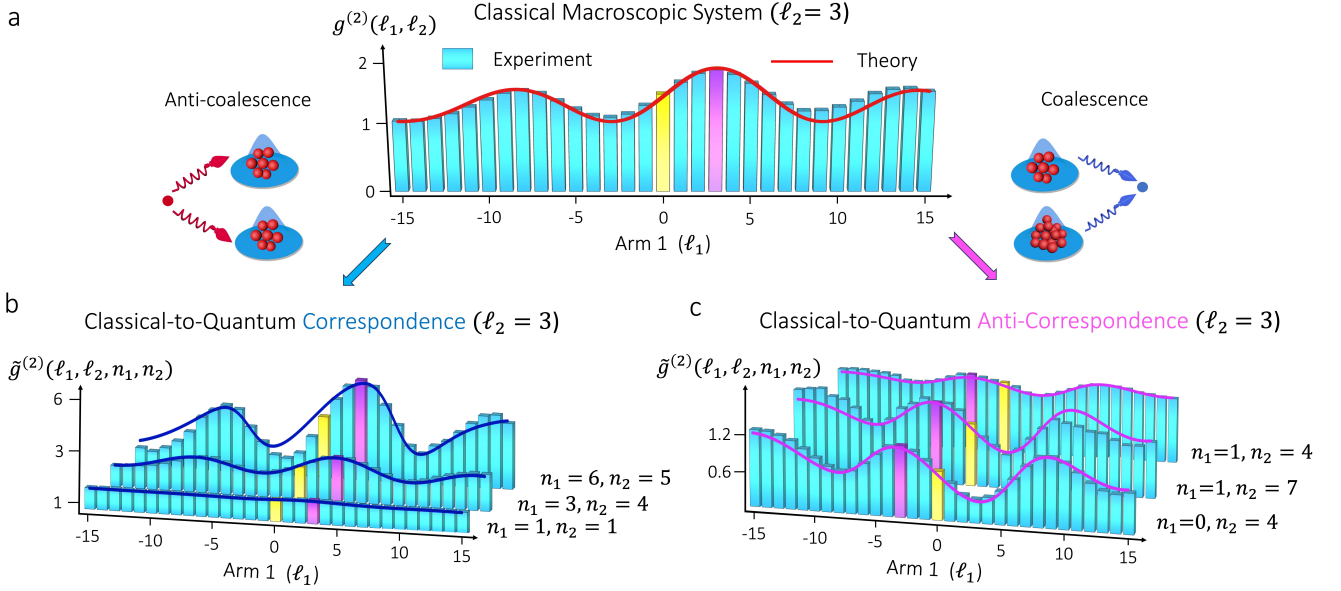 a
Classical Macroscopic System (ℓ₂= 3)
g⁽²⁾(ℓ₁,ℓ₂)
2
1
0
Experiment
Theory
Anti-coalescence
Coalescence
-15 -10 -5 0 5 10 15
Arm 1 (ℓ₁)
b
Classical-to-Quantum Correspondence (ℓ₂ = 3)
g̃⁽²⁾(ℓ₁, ℓ₂, n₁, n₂)
6
3
1
n₁ = 6, n₂ = 5
n₁ = 3, n₂ = 4
n₁ = 1, n₂ = 1
-15 -10 -5 0 5 10 15
Arm 1 (ℓ₁)
c
Classical-to-Quantum Anti-Correspondence (ℓ₂ = 3)
g̃⁽²⁾(ℓ₁, ℓ₂, n₁, n₂)
1.2
0.6
n₁=1, n₂ = 4
n₁=1, n₂ = 7
n₁=0, n₂ = 4
-15 -10 -5 0 5 10 15
Arm 1 (ℓ₁)